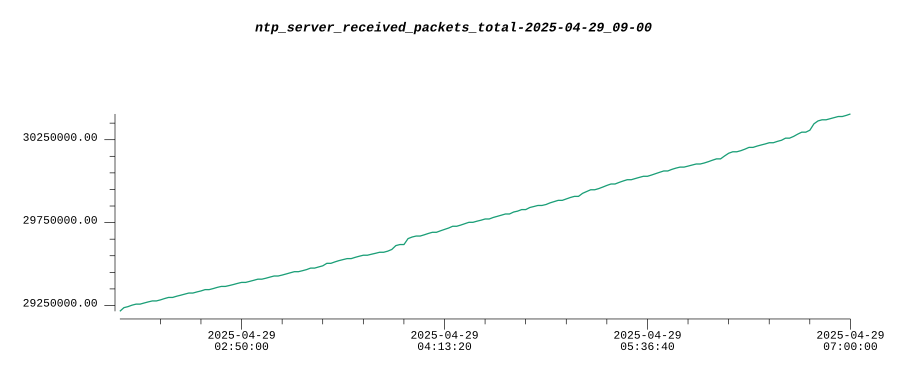 ntp_server_received_packets_total-2025-04-29_09-00
30250000.00
29750000.00
29250000.00
2025-04-29 2025-04-29 2025-04-29 2025-04-29
02:50:00 04:13:20 05:36:40 07:00:00